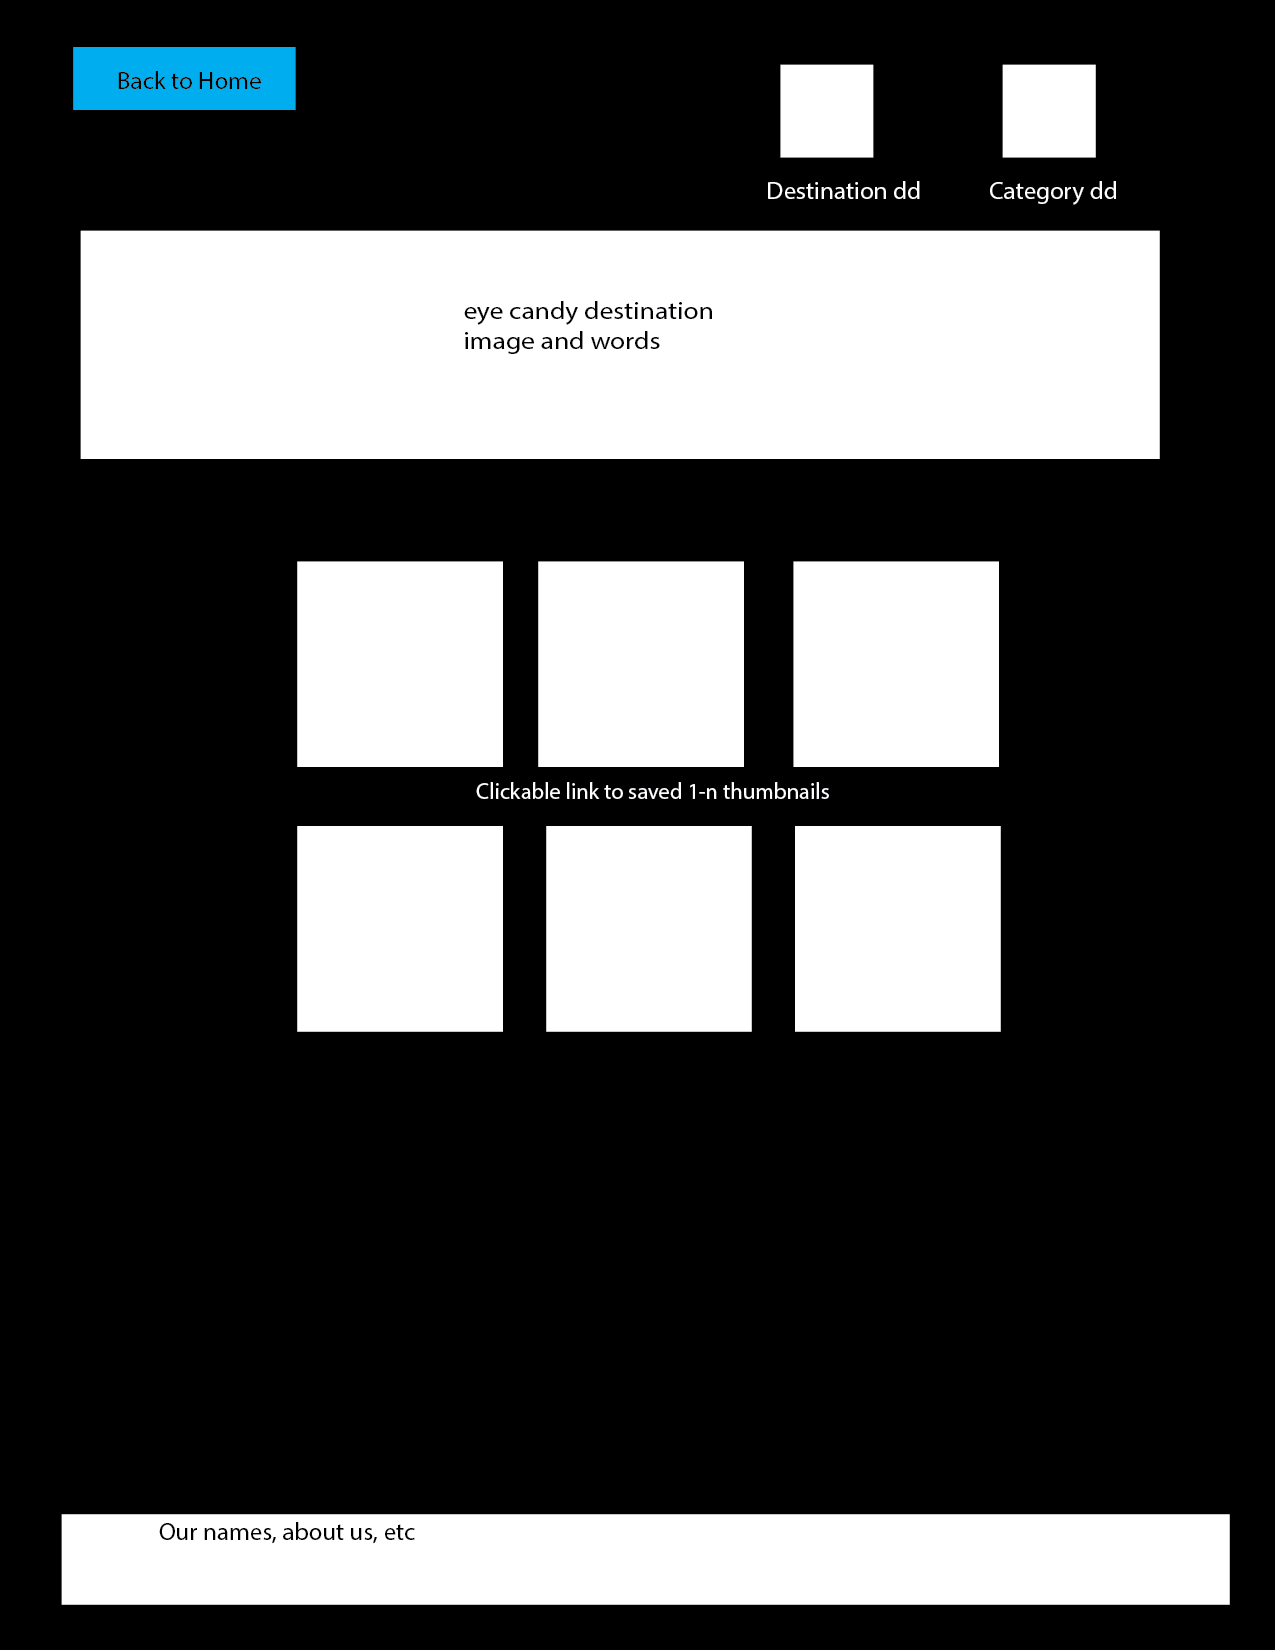 Back to Home
Destination dd
Category dd
eye candy destination
image and words
Clickable link to saved 1-n thumbnails
Our names, about us, etc